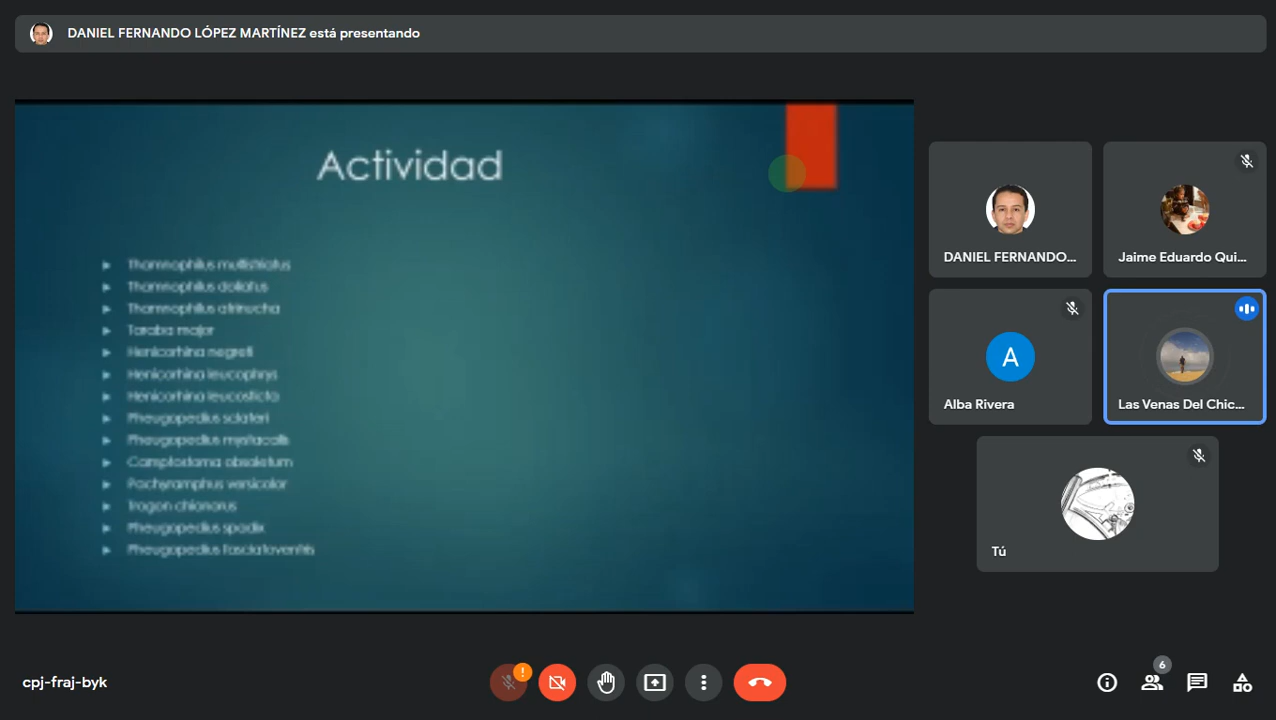 DANIEL FERNANDO LÓPEZ MARTÍNEZ está presentando
Actividad
Thamnophilus multistriatus
Thamnophilus doliatus
Thamnophilus atrinucha
Taraba major
Henicorhina negreti
Henicorhina leucophrys
Henicorhina leucosticta
Pheugopedius sclateri
Pheugopedius mystacalis
Camptostoma obsoletum
Pachyramphus versicolor
Trogon chionurus
Pheugopedius spadix
Pheugopedius fasciatoventris
DANIEL FERNANDO...
Jaime Eduardo Qui...
A
Alba Rivera
Las Venas Del Chic...
Tú
cpj-fraj-byk
!
6